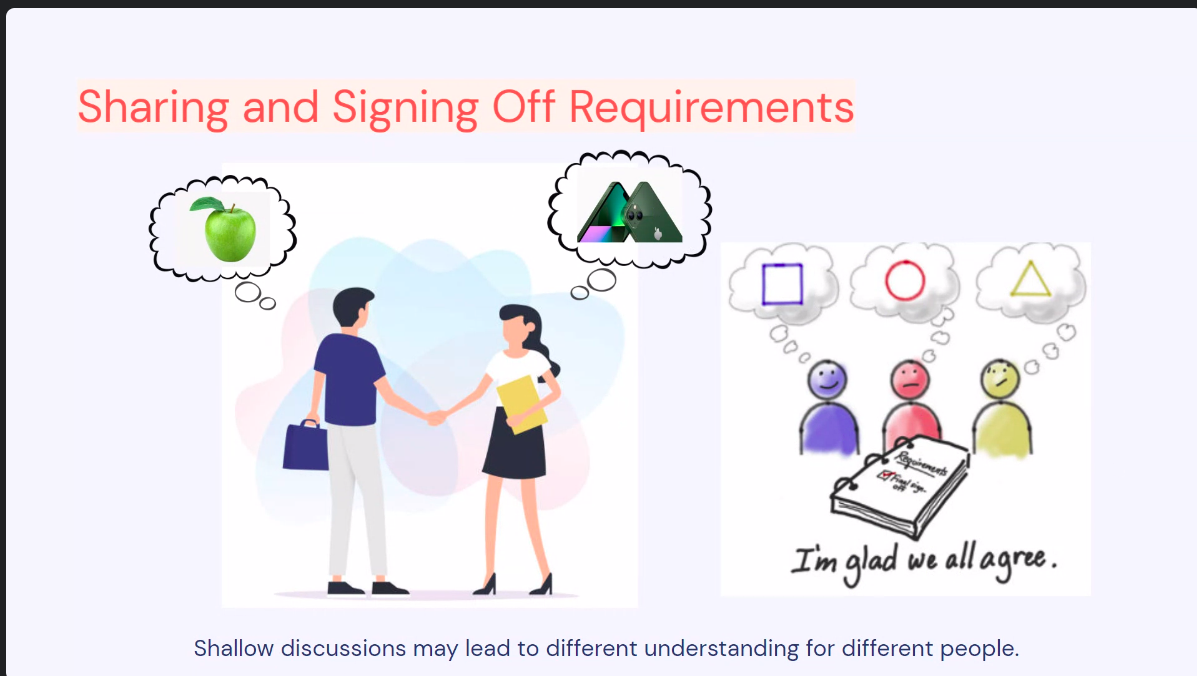 Sharing and Signing Off Requirements
Requirements
Final sign
off
I'm glad we all agree.
Shallow discussions may lead to different understanding for different people.